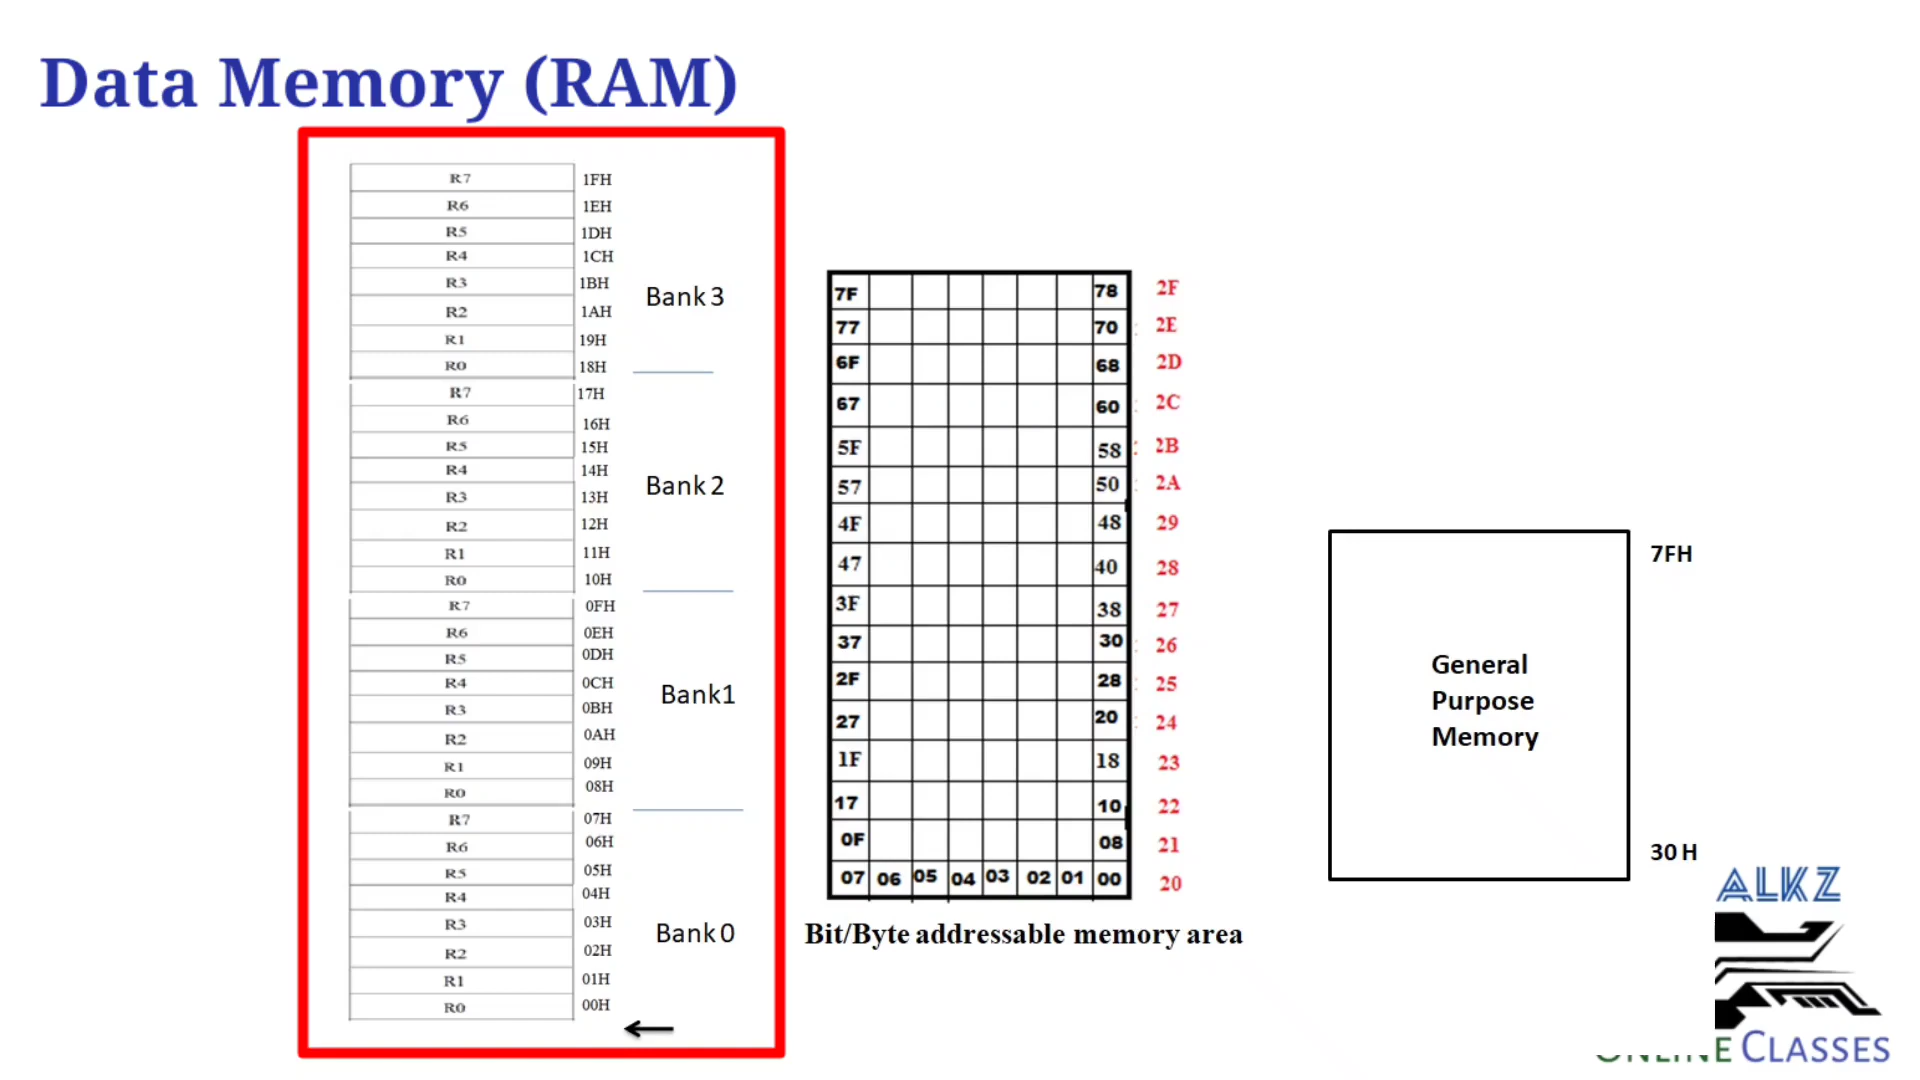 Data Memory (RAM)
R7 1FH
R6 1EH
R5 1DH
R4 1CH
R3 1BH
R2 1AH
R1 19H
R0 18H
Bank 3
R7 17H
R6 16H
R5 15H
R4 14H
R3 13H
R2 12H
R1 11H
R0 10H
Bank 2
R7 0FH
R6 0EH
R5 0DH
R4 0CH
R3 0BH
R2 0AH
R1 09H
R0 08H
Bank1
R7 07H
R6 06H
R5 05H
R4 04H
R3 03H
R2 02H
R1 01H
R0 00H
Bank 0
7F 78 2F
77 70 2E
6F 68 2D
67 60 2C
5F 58 2B
57 50 2A
4F 48 29
47 40 28
3F 38 27
37 30 26
2F 28 25
27 20 24
1F 18 23
17 10 22
0F 08 21
07 06 05 04 03 02 01 00 20
Bit/Byte addressable memory area
7FH
General
Purpose
Memory
30 H
ALKZ
ONLINE CLASSES